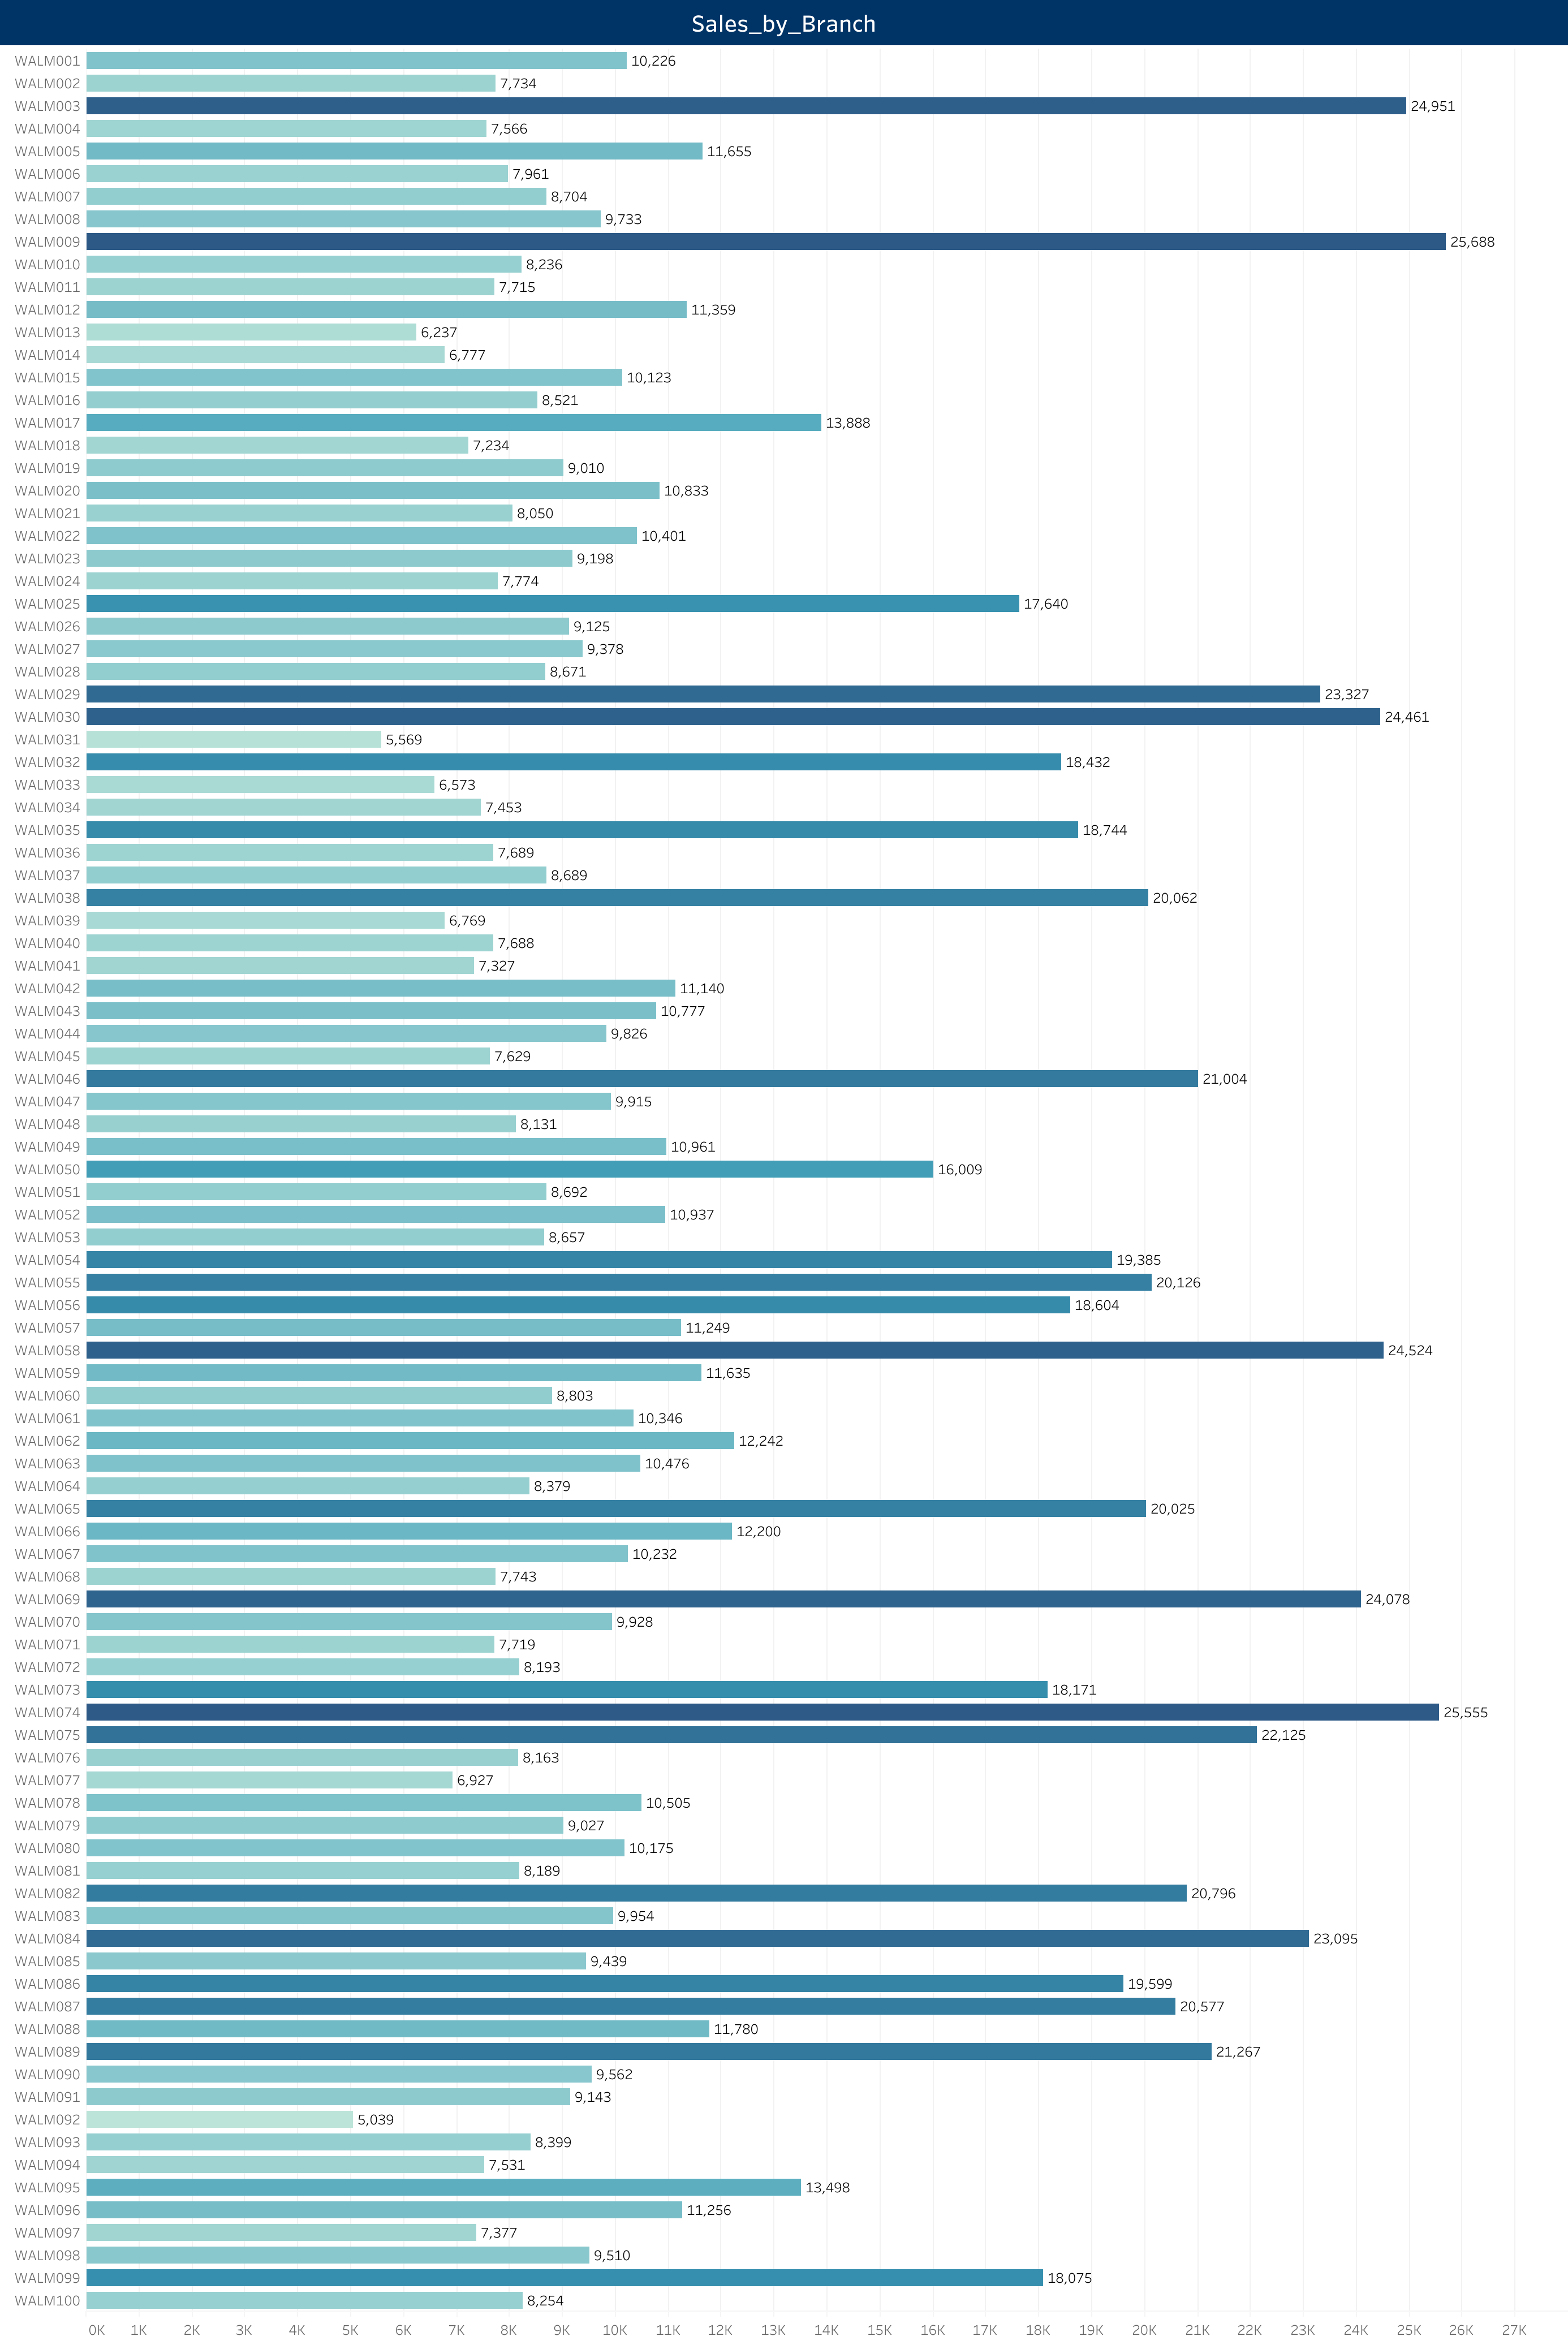 Sales_by_Branch
WALM001 10,226
WALM002 7,734
WALM003 24,951
WALM004 7,566
WALM005 11,655
WALM006 7,961
WALM007 8,704
WALM008 9,733
WALM009 25,688
WALM010 8,236
WALM011 7,715
WALM012 11,359
WALM013 6,237
WALM014 6,777
WALM015 10,123
WALM016 8,521
WALM017 13,888
WALM018 7,234
WALM019 9,010
WALM020 10,833
WALM021 8,050
WALM022 10,401
WALM023 9,198
WALM024 7,774
WALM025 17,640
WALM026 9,125
WALM027 9,378
WALM028 8,671
WALM029 23,327
WALM030 24,461
WALM031 5,569
WALM032 18,432
WALM033 6,573
WALM034 7,453
WALM035 18,744
WALM036 7,689
WALM037 8,689
WALM038 20,062
WALM039 6,769
WALM040 7,688
WALM041 7,327
WALM042 11,140
WALM043 10,777
WALM044 9,826
WALM045 7,629
WALM046 21,004
WALM047 9,915
WALM048 8,131
WALM049 10,961
WALM050 16,009
WALM051 8,692
WALM052 10,937
WALM053 8,657
WALM054 19,385
WALM055 20,126
WALM056 18,604
WALM057 11,249
WALM058 24,524
WALM059 11,635
WALM060 8,803
WALM061 10,346
WALM062 12,242
WALM063 10,476
WALM064 8,379
WALM065 20,025
WALM066 12,200
WALM067 10,232
WALM068 7,743
WALM069 24,078
WALM070 9,928
WALM071 7,719
WALM072 8,193
WALM073 18,171
WALM074 25,555
WALM075 22,125
WALM076 8,163
WALM077 6,927
WALM078 10,505
WALM079 9,027
WALM080 10,175
WALM081 8,189
WALM082 20,796
WALM083 9,954
WALM084 23,095
WALM085 9,439
WALM086 19,599
WALM087 20,577
WALM088 11,780
WALM089 21,267
WALM090 9,562
WALM091 9,143
WALM092 5,039
WALM093 8,399
WALM094 7,531
WALM095 13,498
WALM096 11,256
WALM097 7,377
WALM098 9,510
WALM099 18,075
WALM100 8,254
0K 1K 2K 3K 4K 5K 6K 7K 8K 9K 10K 11K 12K 13K 14K 15K 16K 17K 18K 19K 20K 21K 22K 23K 24K 25K 26K 27K